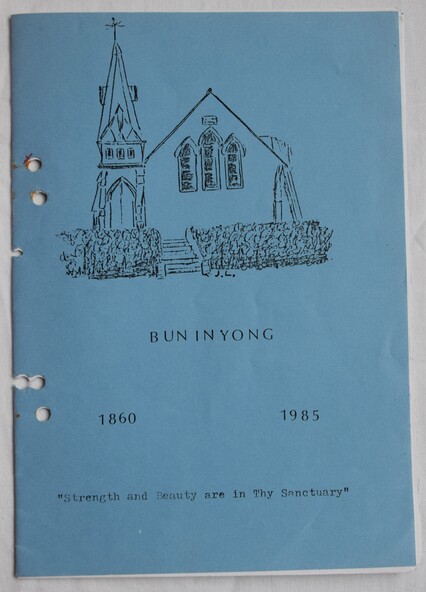 J.L.
BUNINYONG
1860 1985
"Strength and Beauty are in Thy Sanctuary"